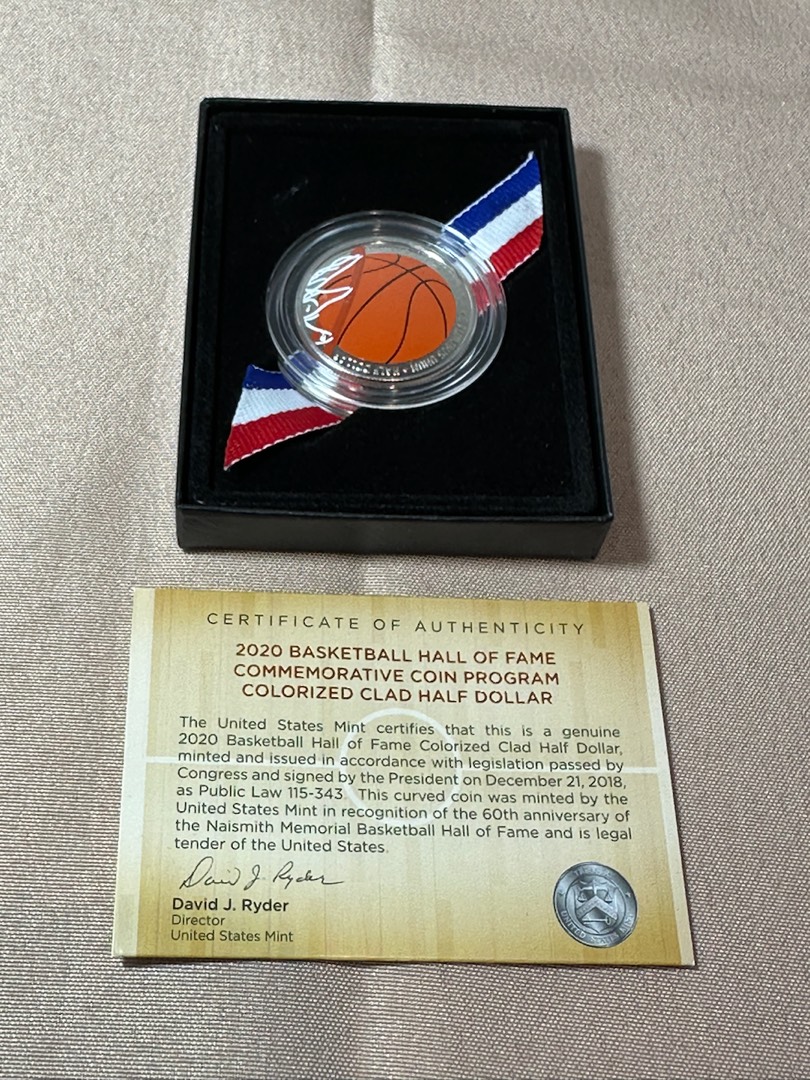 HALF DOLLAR
CERTIFICATE OF AUTHENTICITY
2020 BASKETBALL HALL OF FAME
COMMEMORATIVE COIN PROGRAM
COLORIZED CLAD HALF DOLLAR
The United States Mint certifies that this is a genuine
2020 Basketball Hall of Fame Colorized Clad Half Dollar,
minted and issued in accordance with legislation passed by
Congress and signed by the President on December 21, 2018,
as Public Law 115-343. This curved coin was minted by the
United States Mint in recognition of the 60th anniversary of
the Naismith Memorial Basketball Hall of Fame and is legal
tender of the United States.
David J. Ryder
David J. Ryder
Director
United States Mint